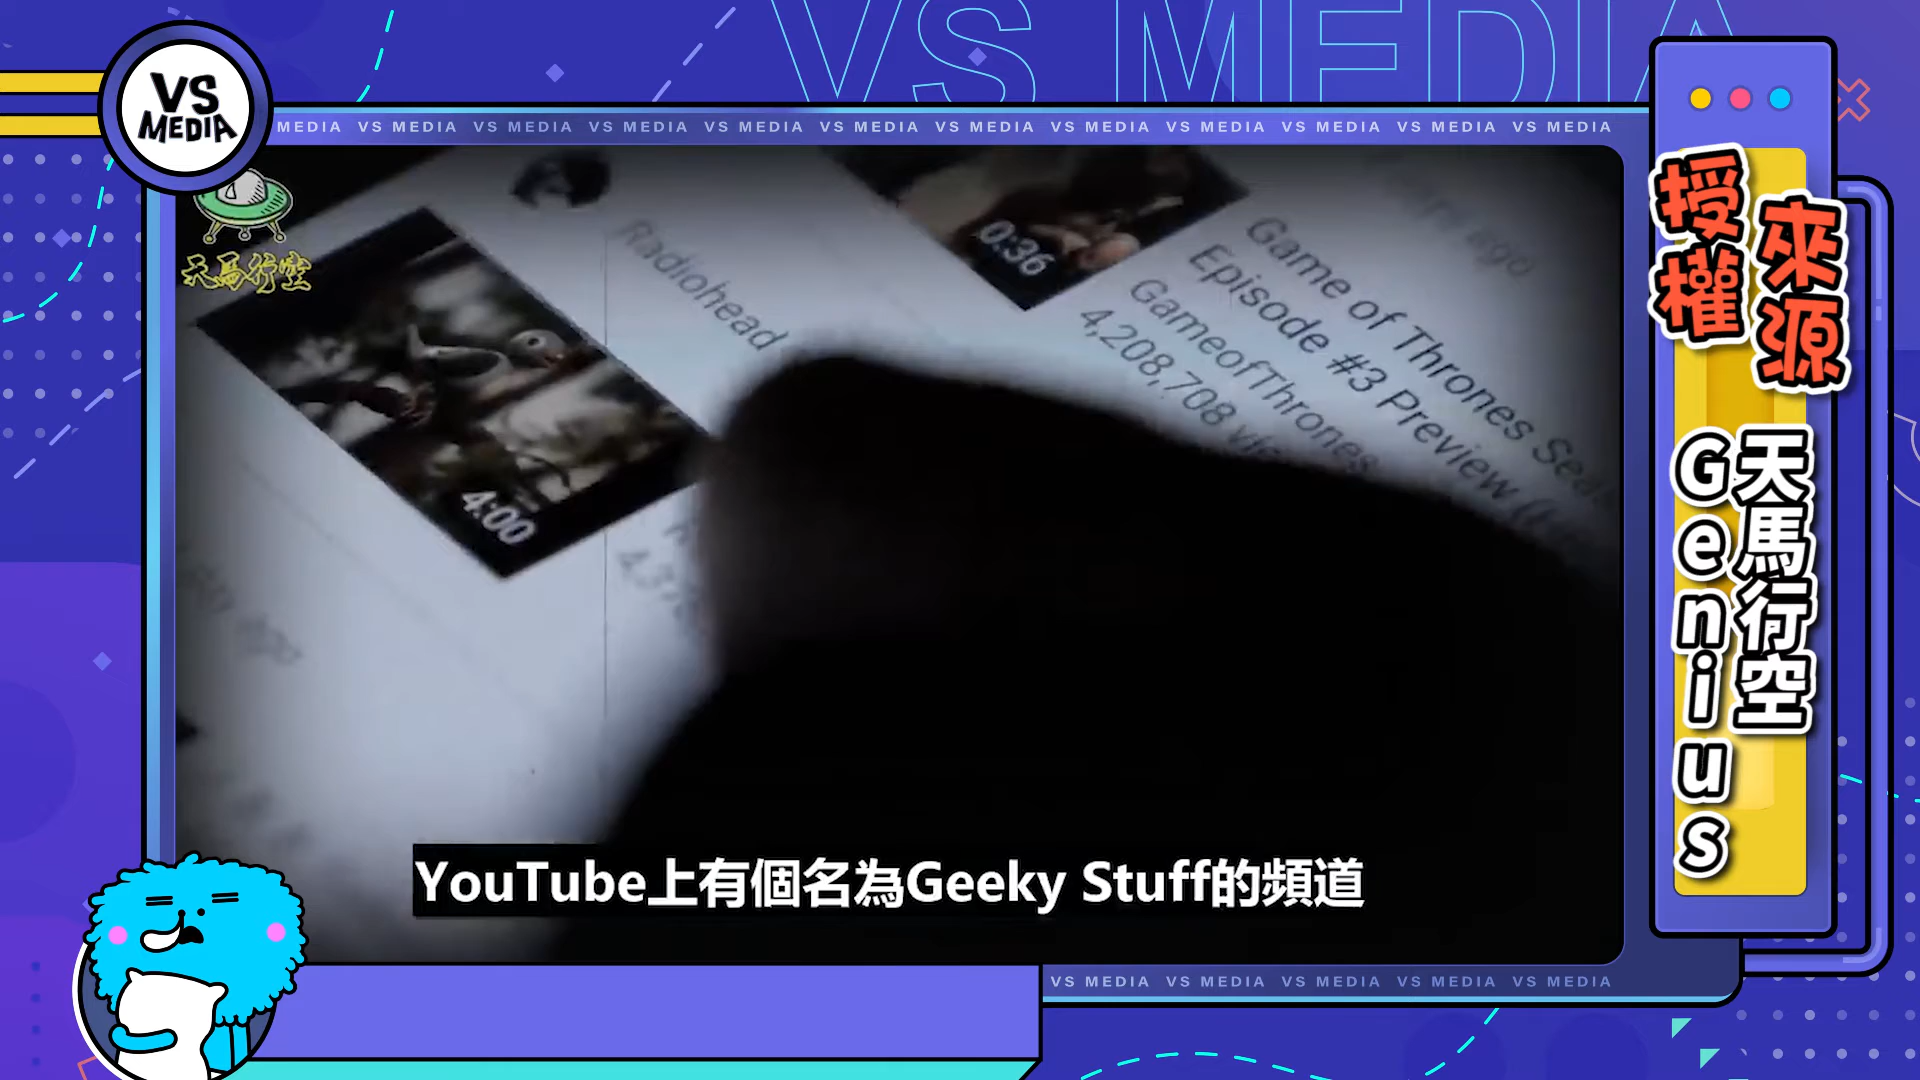 VS MEDIA
VS
MEDIA
MEDIA VS MEDIA VS MEDIA VS MEDIA VS MEDIA VS MEDIA VS MEDIA VS MEDIA VS MEDIA VS MEDIA VS MEDIA VS MEDIA
天馬行空
Radiohead
4:00
0:36
Game of Thrones
Episode #3 Preview
GameofThrones
4,208,708
授權
來源
天馬行空
Genius
YouTube上有個名為Geeky Stuff的頻道
VS MEDIA VS MEDIA VS MEDIA VS MEDIA VS MEDIA